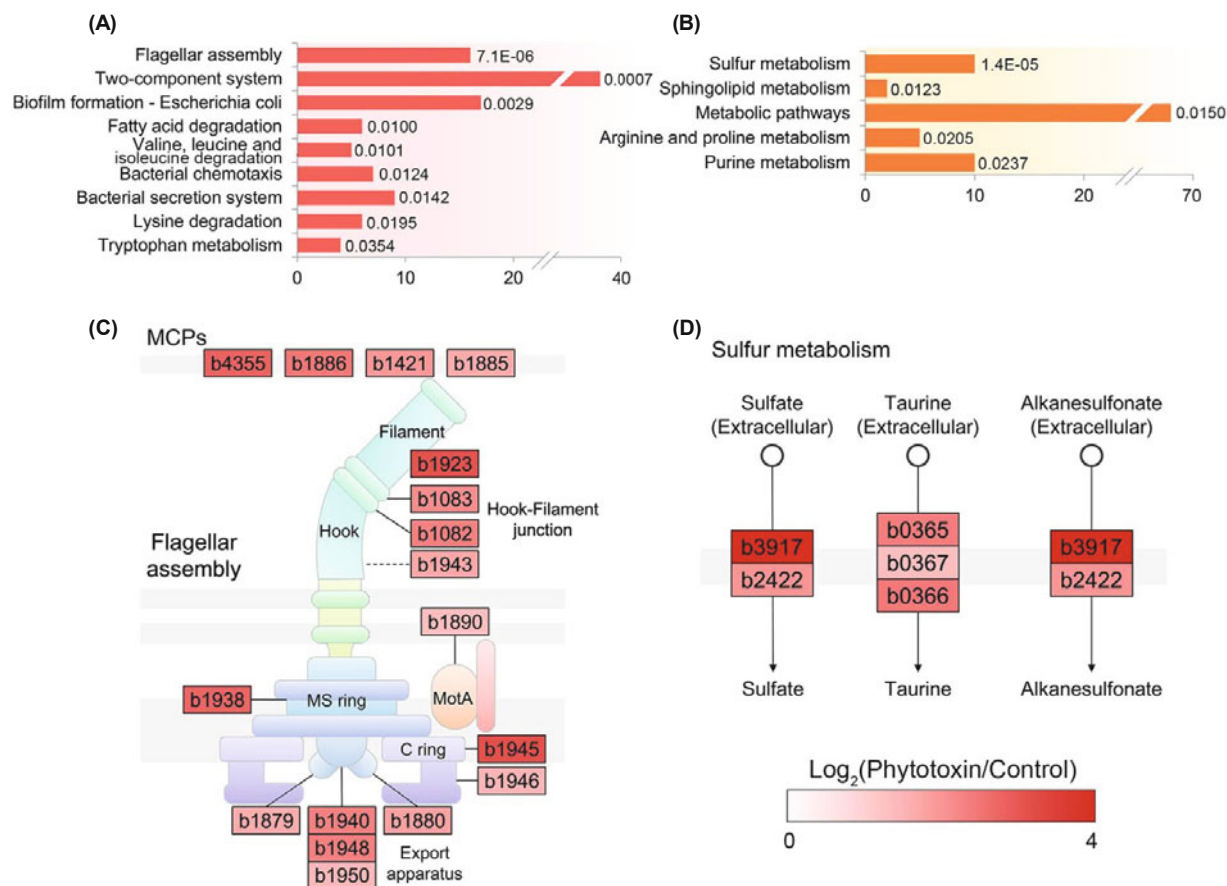 (A)
Flagellar assembly
7.1E-06
Two-component system
0.0007
Biofilm formation - Escherichia coli
0.0029
Fatty acid degradation
0.0100
Valine, leucine and
isoleucine degradation
0.0101
Bacterial chemotaxis
0.0124
Bacterial secretion system
0.0142
Lysine degradation
0.0195
Tryptophan metabolism
0.0354
0 10 20 40
(B)
Sulfur metabolism
1.4E-05
Sphingolipid metabolism
0.0123
Metabolic pathways
0.0150
Arginine and proline metabolism
0.0205
Purine metabolism
0.0237
0 10 20 70
(C)
MCPs
b4355 b1886 b1421 b1885
Filament
b1923
b1083
Hook-Filament
junction
Hook
b1082
b1943
Flagellar
assembly
b1890
b1938
MS ring
MotA
C ring
b1945
b1946
b1879 b1940 b1880
b1948
b1950
Export
apparatus
(D)
Sulfur metabolism
Sulfate
(Extracellular)
Taurine
(Extracellular)
Alkanesulfonate
(Extracellular)
b3917
b2422
b0365
b0367
b0366
b3917
b2422
Sulfate
Taurine
Alkanesulfonate
Log₂(Phytotoxin/Control)
0 4